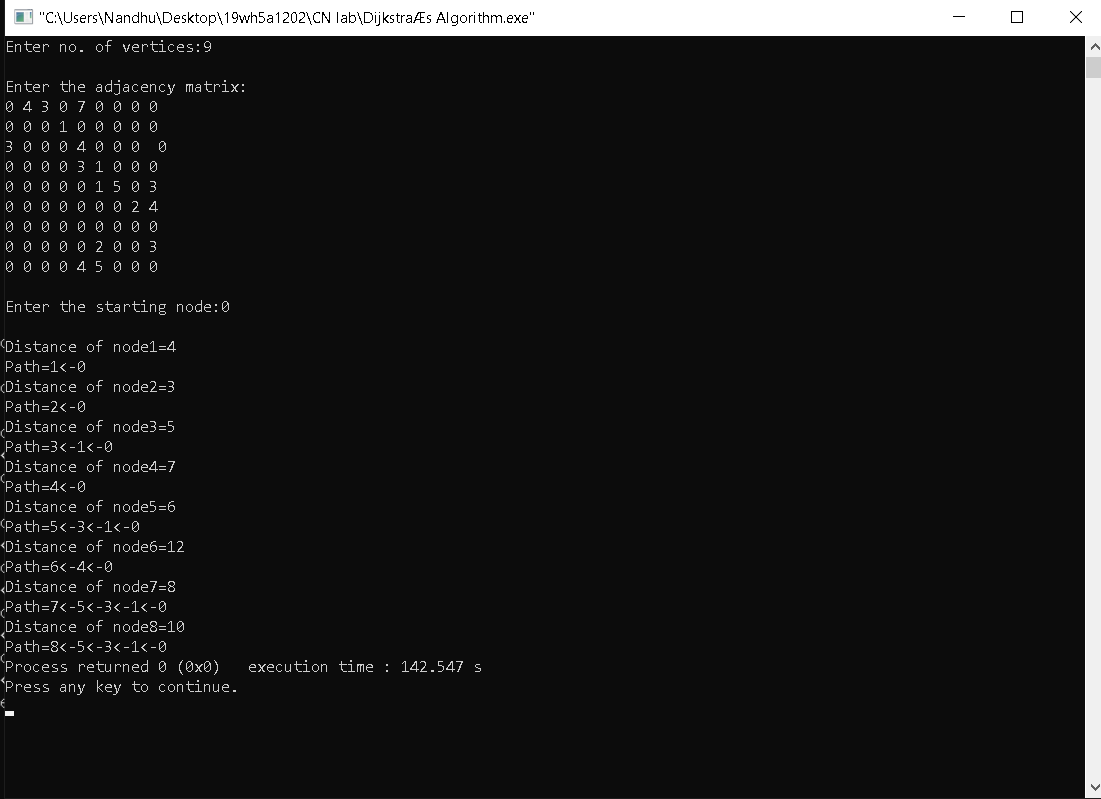 "C:\Users\Nandhu\Desktop\19wh5a1202\CN lab\DijkstraÆs Algorithm.exe"
Enter no. of vertices:9
Enter the adjacency matrix:
0 4 3 0 7 0 0 0 0
0 0 0 1 0 0 0 0 0
3 0 0 0 4 0 0 0  0
0 0 0 0 3 1 0 0 0
0 0 0 0 0 1 5 0 3
0 0 0 0 0 0 0 2 4
0 0 0 0 0 0 0 0 0
0 0 0 0 0 2 0 0 3
0 0 0 0 4 5 0 0 0
Enter the starting node:0
Distance of node1=4
Path=1<-0
Distance of node2=3
Path=2<-0
Distance of node3=5
Path=3<-1<-0
Distance of node4=7
Path=4<-0
Distance of node5=6
Path=5<-3<-1<-0
Distance of node6=12
Path=6<-4<-0
Distance of node7=8
Path=7<-5<-3<-1<-0
Distance of node8=10
Path=8<-5<-3<-1<-0
Process returned 0 (0x0)   execution time : 142.547 s
Press any key to continue.